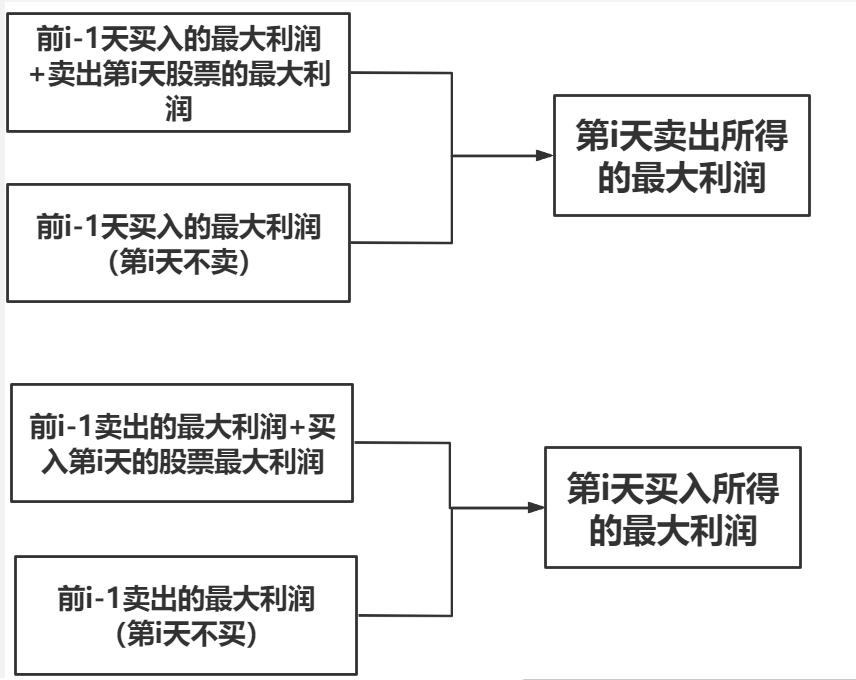 前i-1天买入的最大利润
+卖出第i天股票的最大利
润
第i天卖出所得
的最大利润
前i-1天买入的最大利润
（第i天不卖）
前i-1卖出的最大利润+买
入第i天的股票最大利润
第i天买入所得
的最大利润
前i-1卖出的最大利润
（第i天不买）